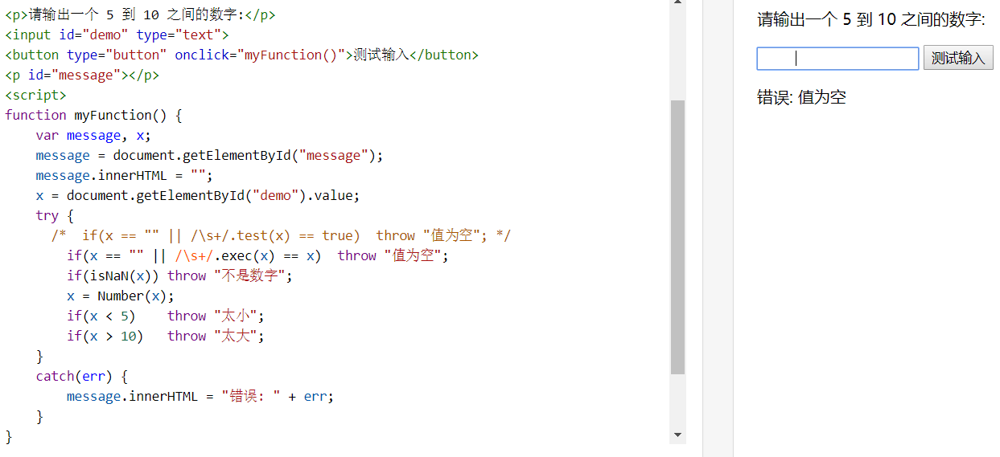 <p>请输出一个 5 到 10 之间的数字:</p>
<input id="demo" type="text">
<button type="button" onclick="myFunction()">测试输入</button>
<p id="message"></p>
<script>
function myFunction() {
    var message, x;
    message = document.getElementById("message");
    message.innerHTML = "";
    x = document.getElementById("demo").value;
    try {
      /*  if(x == "" || /\s+/.test(x) == true)  throw "值为空"; */
        if(x == "" || /\s+/.exec(x) == x)  throw "值为空";
        if(isNaN(x)) throw "不是数字";
        x = Number(x);
        if(x < 5)    throw "太小";
        if(x > 10)   throw "太大";
    }
    catch(err) {
        message.innerHTML = "错误: " + err;
    }
}
请输出一个 5 到 10 之间的数字:
测试输入
错误: 值为空